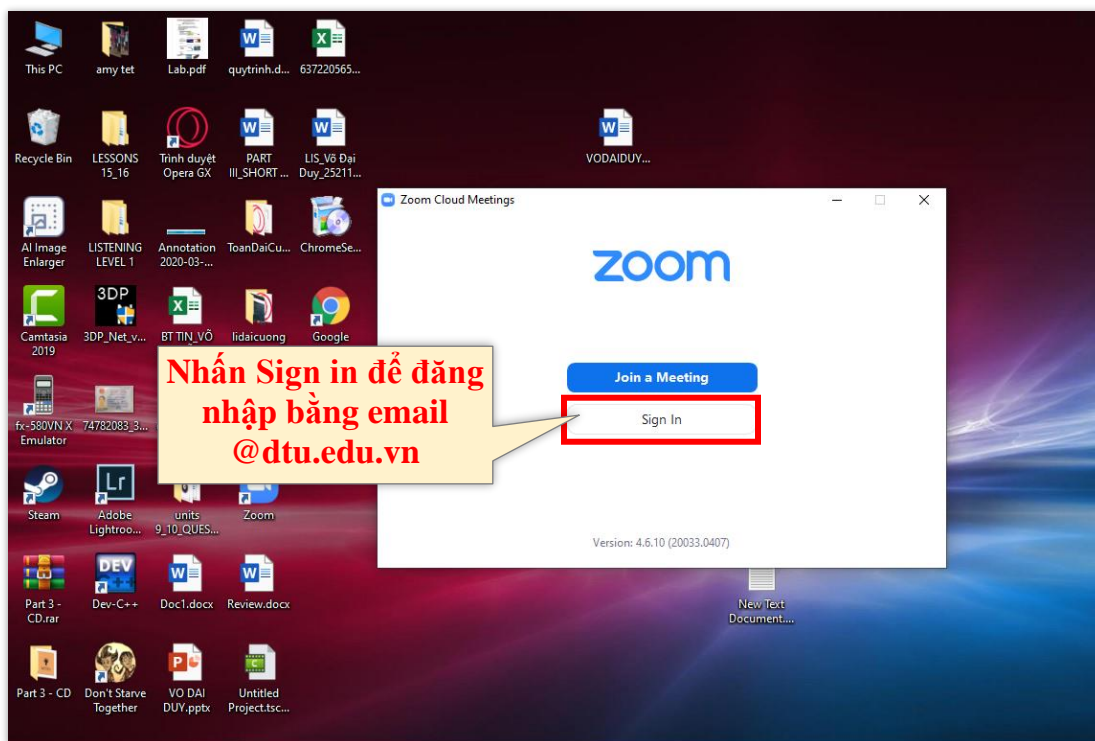 This PC
amy tet
Lab.pdf
quytrinh.d...
637220565...
Recycle Bin
LESSONS
15_16
Trình duyệt
Opera GX
PART
III_SHORT ...
LIS_Võ Đại
Duy_25211...
VODAIDUY...
AI Image
Enlarger
LISTENING
LEVEL 1
Annotation
2020-03-...
ToanDaiCu...
ChromeSe...
Zoom Cloud Meetings
zoom
Join a Meeting
Sign In
Version: 4.6.10 (20033.0407)
Camtasia
2019
3DP
3DP_Net_v...
BT TIN_VÕ
lidaicuong
Google
Nhấn Sign in để đăng
nhập bằng email
@dtu.edu.vn
fx-580VN X
Emulator
74782083_3...
Steam
Lr
Adobe
Lightroo...
units
9_10_QUES...
Zoom
Part 3 -
CD.rar
DEV
C++
Dev-C++
Doc1.docx
Review.docx
New Text
Document....
Part 3 - CD
Don't Starve
Together
VO DAI
DUY.pptx
Untitled
Project.tsc...